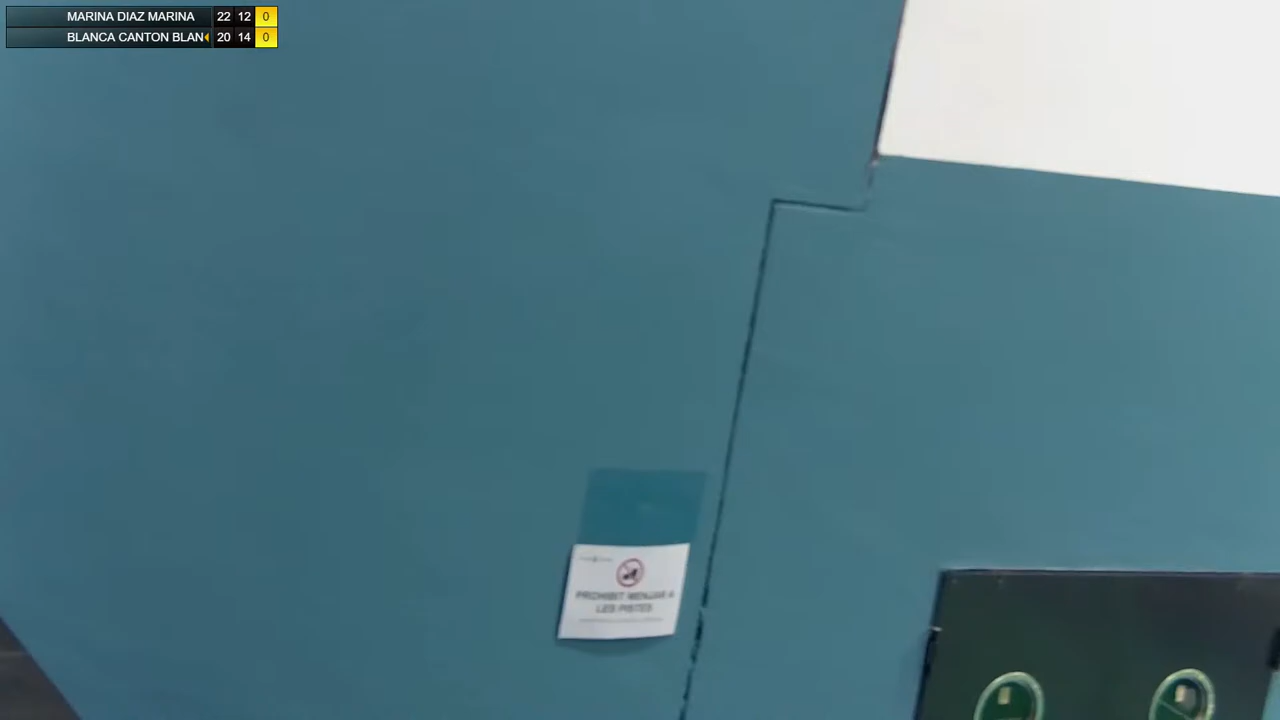 MARINA DIAZ MARINA 22 12 0
BLANCA CANTON BLAN 20 14 0
PROHIBIT MENJAR A
LES PISTES